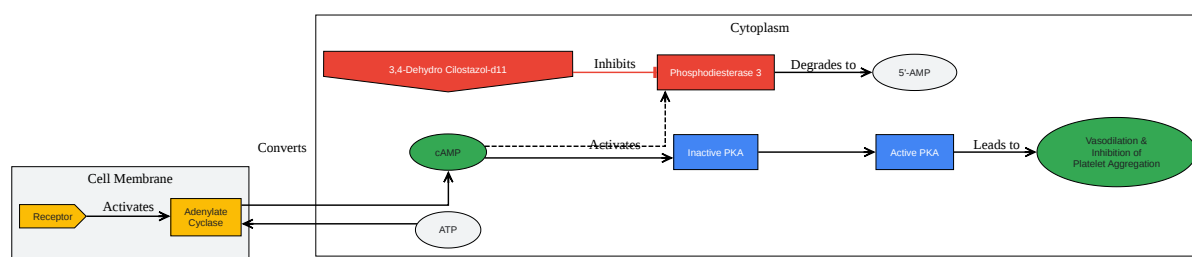 Cytoplasm
3,4-Dehydro Cilostazol-d11
Inhibits
Phosphodiesterase 3
Degrades to
5'-AMP
Converts
cAMP
Activates
Inactive PKA
Active PKA
Leads to
Vasodilation &
Inhibition of
Platelet Aggregation
Cell Membrane
Receptor
Activates
Adenylate
Cyclase
ATP